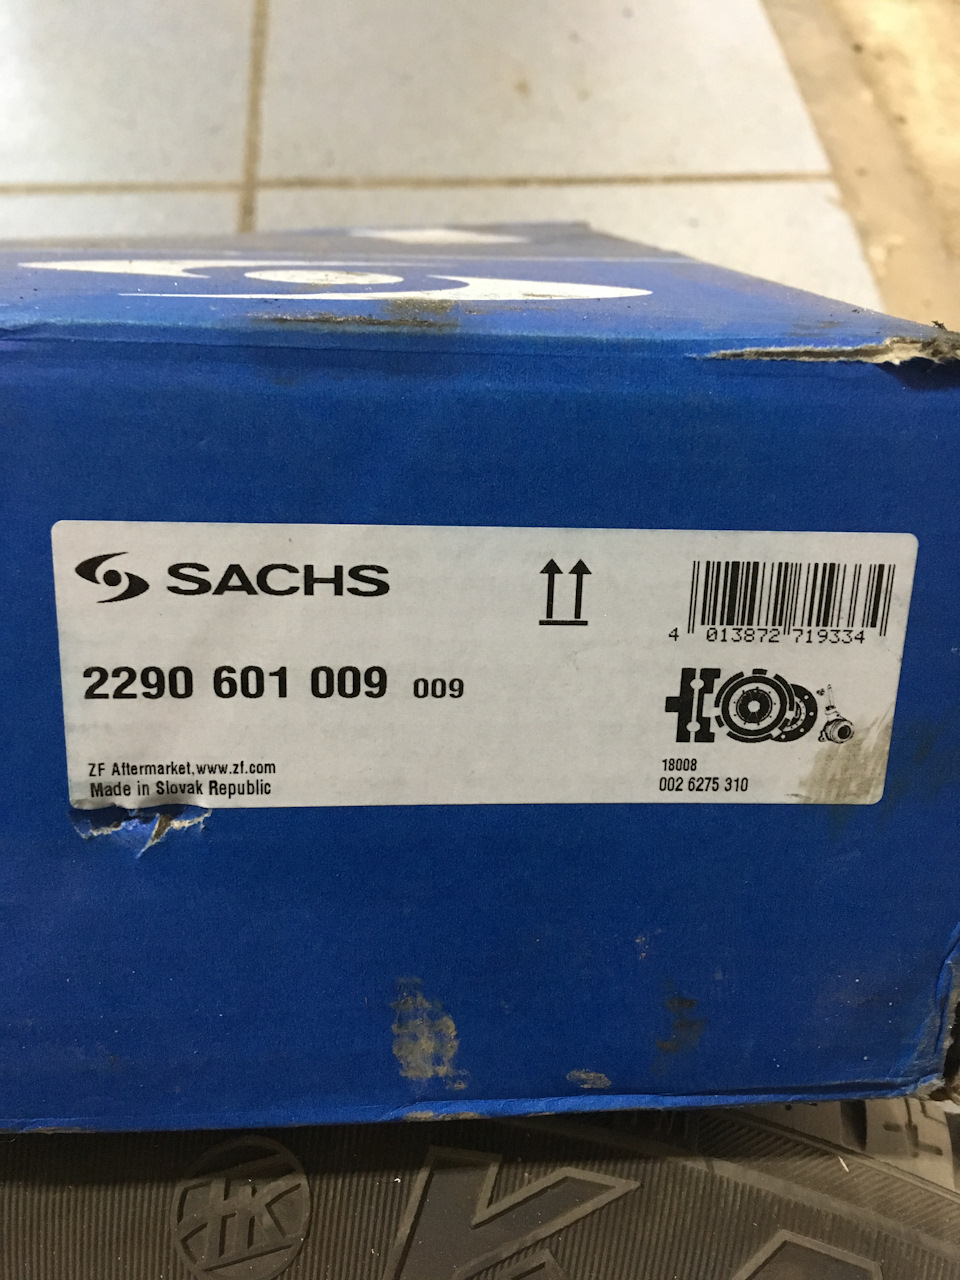 SACHS
4 013872 719334
2290 601 009 009
ZF Aftermarket,www.zf.com
Made in Slovak Republic
18008
002 6275 310